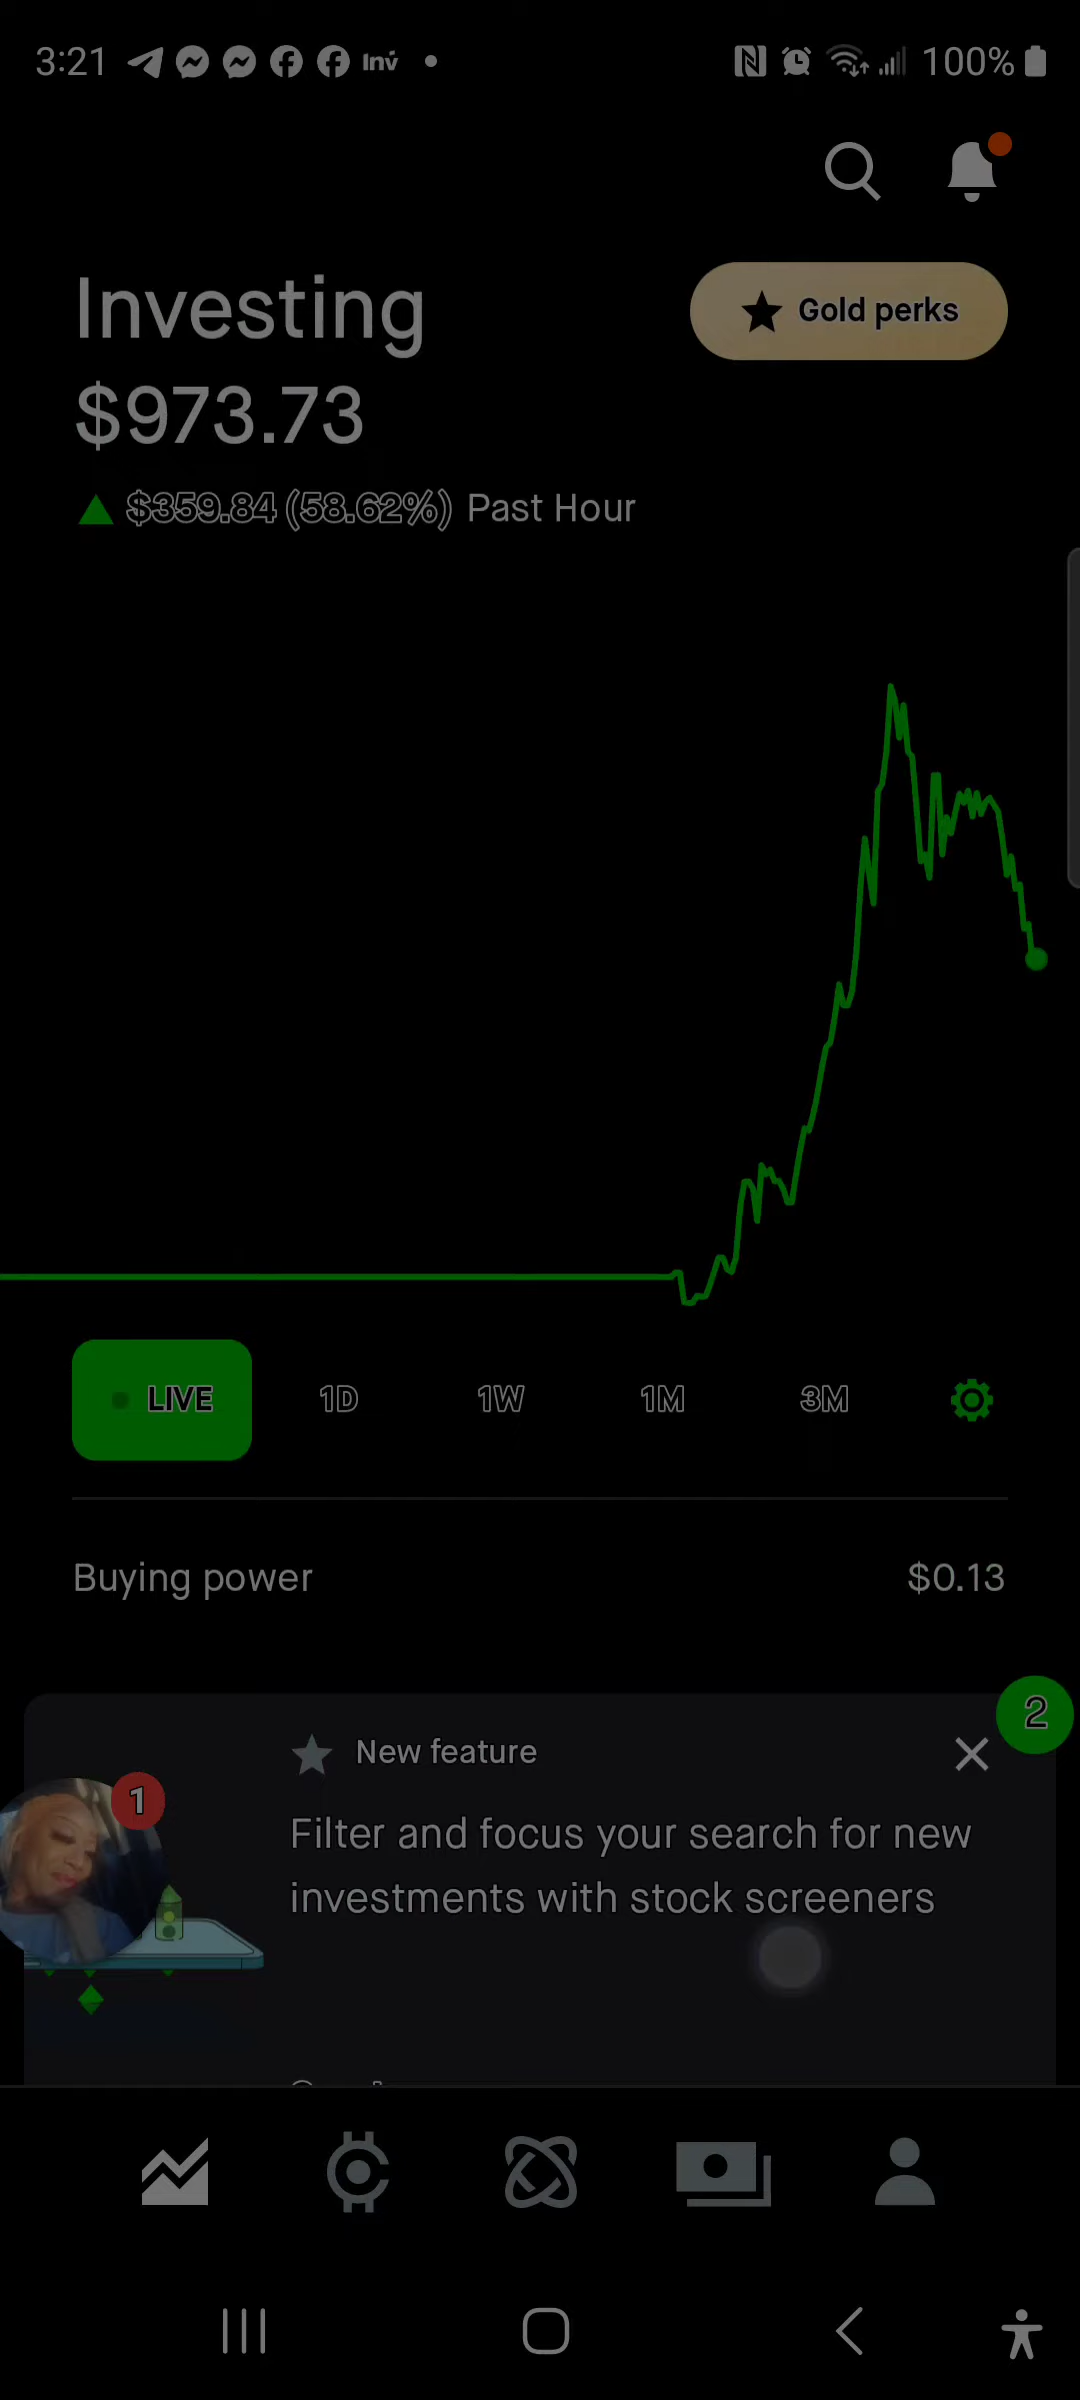 3:21 Inv 100%
Investing
Gold perks
$973.73
$359.84 (58.62%) Past Hour
LIVE 1D 1W 1M 3M
Buying power $0.13
2
New feature
1
Filter and focus your search for new
investments with stock screeners